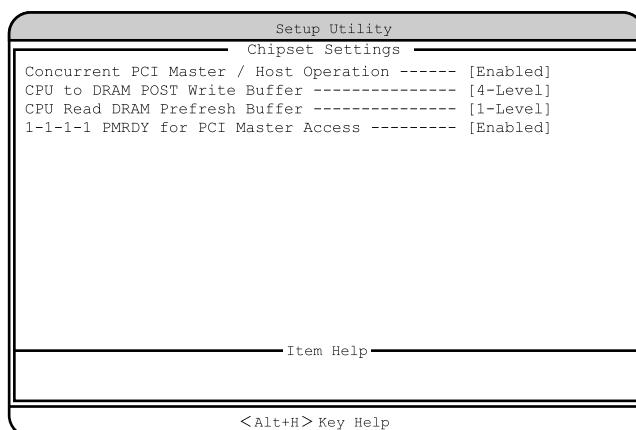 Setup Utility
Chipset Settings
Concurrent PCI Master / Host Operation ------ [Enabled]
CPU to DRAM POST Write Buffer --------------- [4-Level]
CPU Read DRAM Prefresh Buffer --------------- [1-Level]
1-1-1-1 PMRDY for PCI Master Access --------- [Enabled]
Item Help
<Alt+H> Key Help